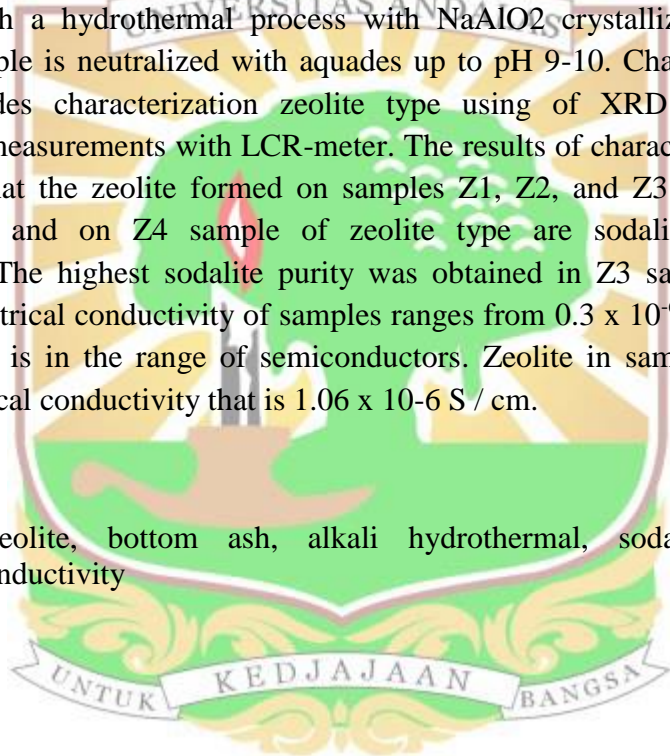 h a hydrothermal process with NaAlO2 crystalliz
UNIVERSITAS ANDALAS
ple is neutralized with aquades up to pH 9-10. Cha
des characterization zeolite type using of XRD
measurements with LCR-meter. The results of charac
at the zeolite formed on samples Z1, Z2, and Z3
and on Z4 sample of zeolite type are sodali
The highest sodalite purity was obtained in Z3 sa
trical conductivity of samples ranges from 0.3 x 10-
is in the range of semiconductors. Zeolite in sam
cal conductivity that is 1.06 x 10-6 S / cm.
eolite, bottom ash, alkali hydrothermal, soda
nductivity
UNTUK KEDJAJAAN BANGSA